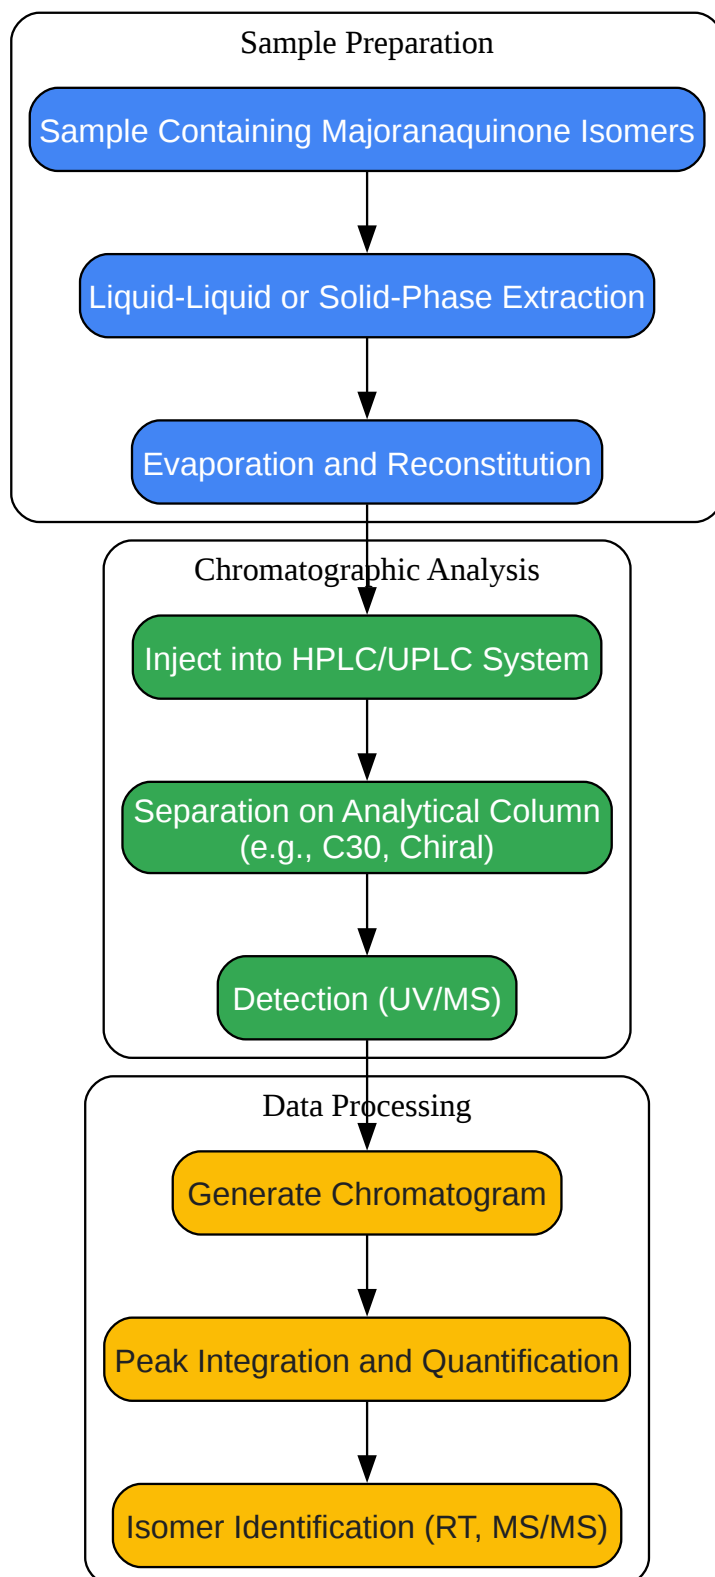 Sample Preparation
Sample Containing Majoranaquinone Isomers
Liquid-Liquid or Solid-Phase Extraction
Evaporation and Reconstitution
Chromatographic Analysis
Inject into HPLC/UPLC System
Separation on Analytical Column
(e.g., C30, Chiral)
Detection (UV/MS)
Data Processing
Generate Chromatogram
Peak Integration and Quantification
Isomer Identification (RT, MS/MS)